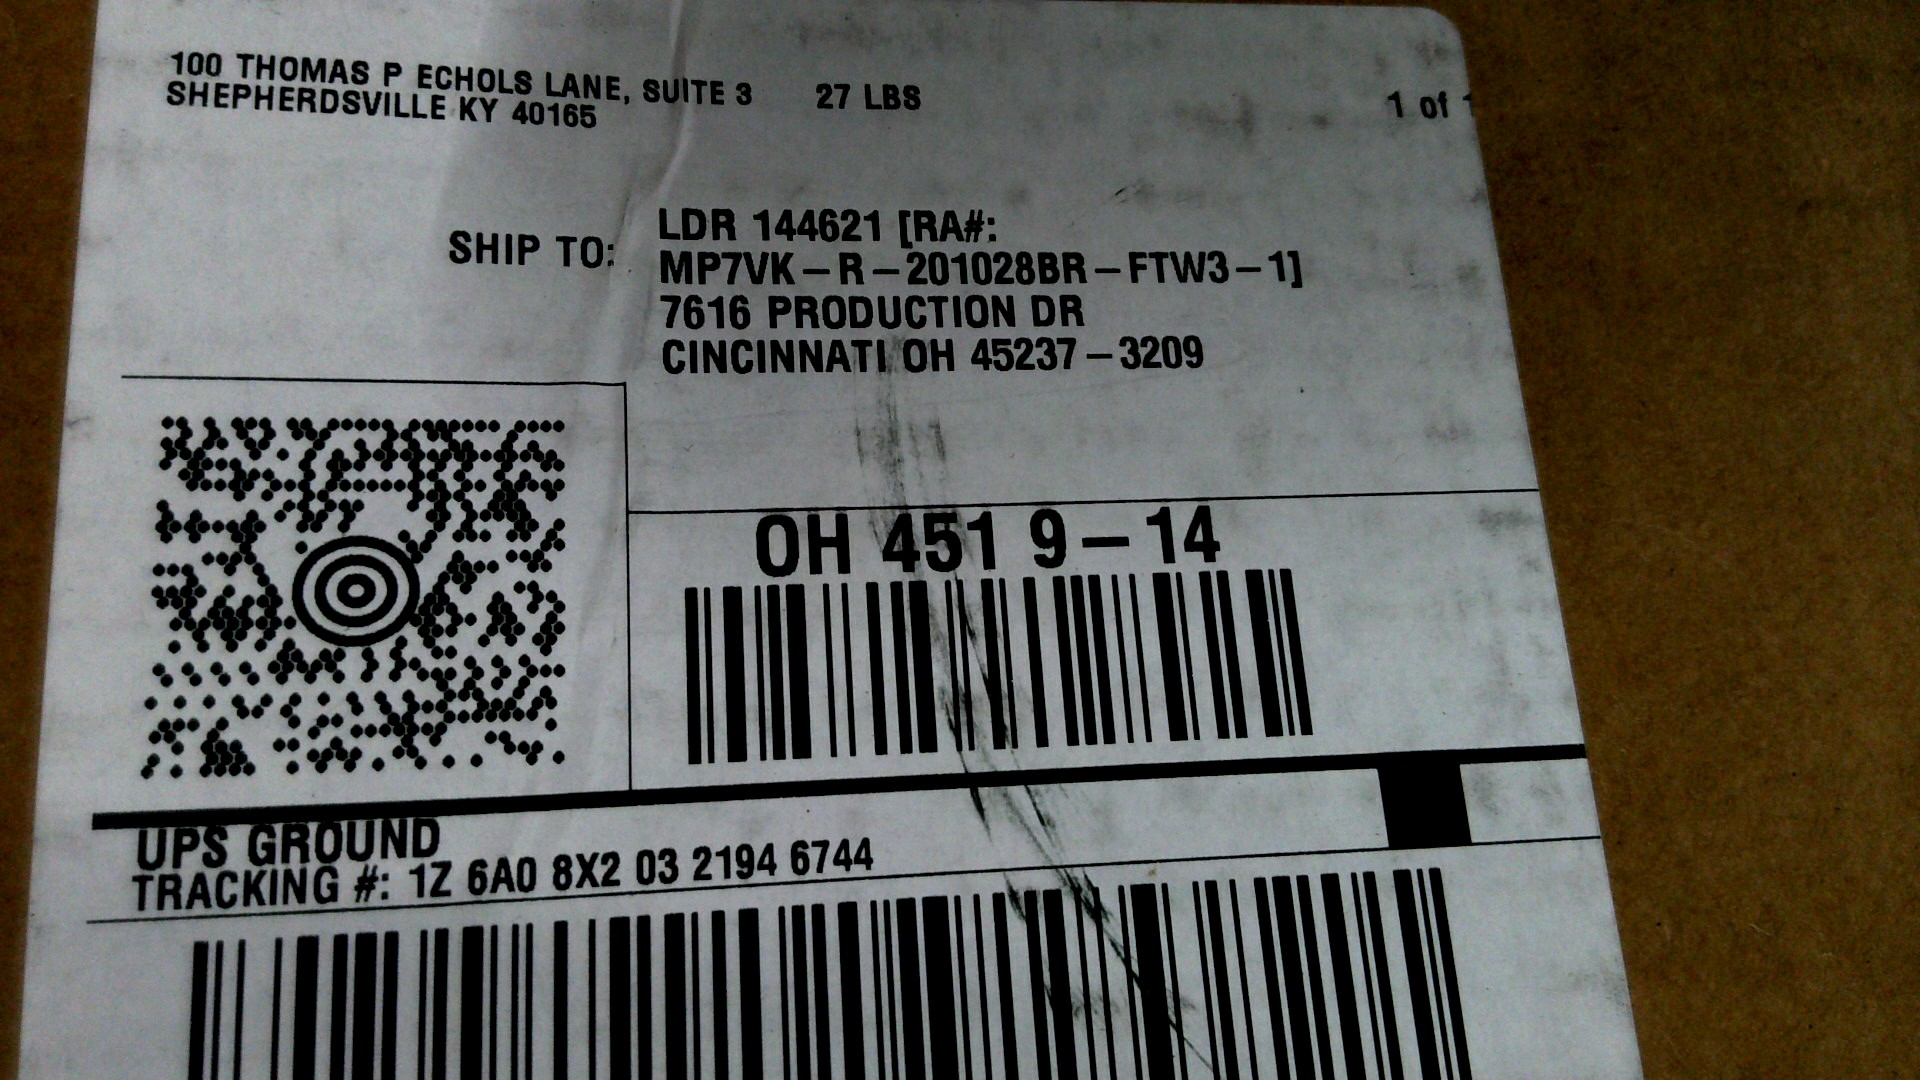 100 THOMAS P ECHOLS LANE, SUITE 3 27 LBS 1 of
SHEPHERDSVILLE KY 40165
SHIP TO:
LDR 144621 [RA#:
MP7VK-R-201028BR-FTW3-1]
7616 PRODUCTION DR
CINCINNATI OH 45237-3209
OH 451 9-14
UPS GROUND
TRACKING #: 1Z 6A0 8X2 03 2194 6744